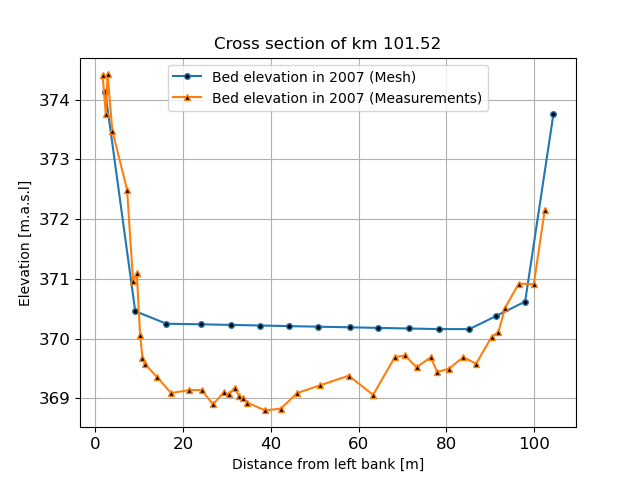 Cross section of km 101.52
Bed elevation in 2007 (Mesh)
Bed elevation in 2007 (Measurements)
Elevation [m.a.s.l]
374
373
372
371
370
369
0 20 40 60 80 100
Distance from left bank [m]